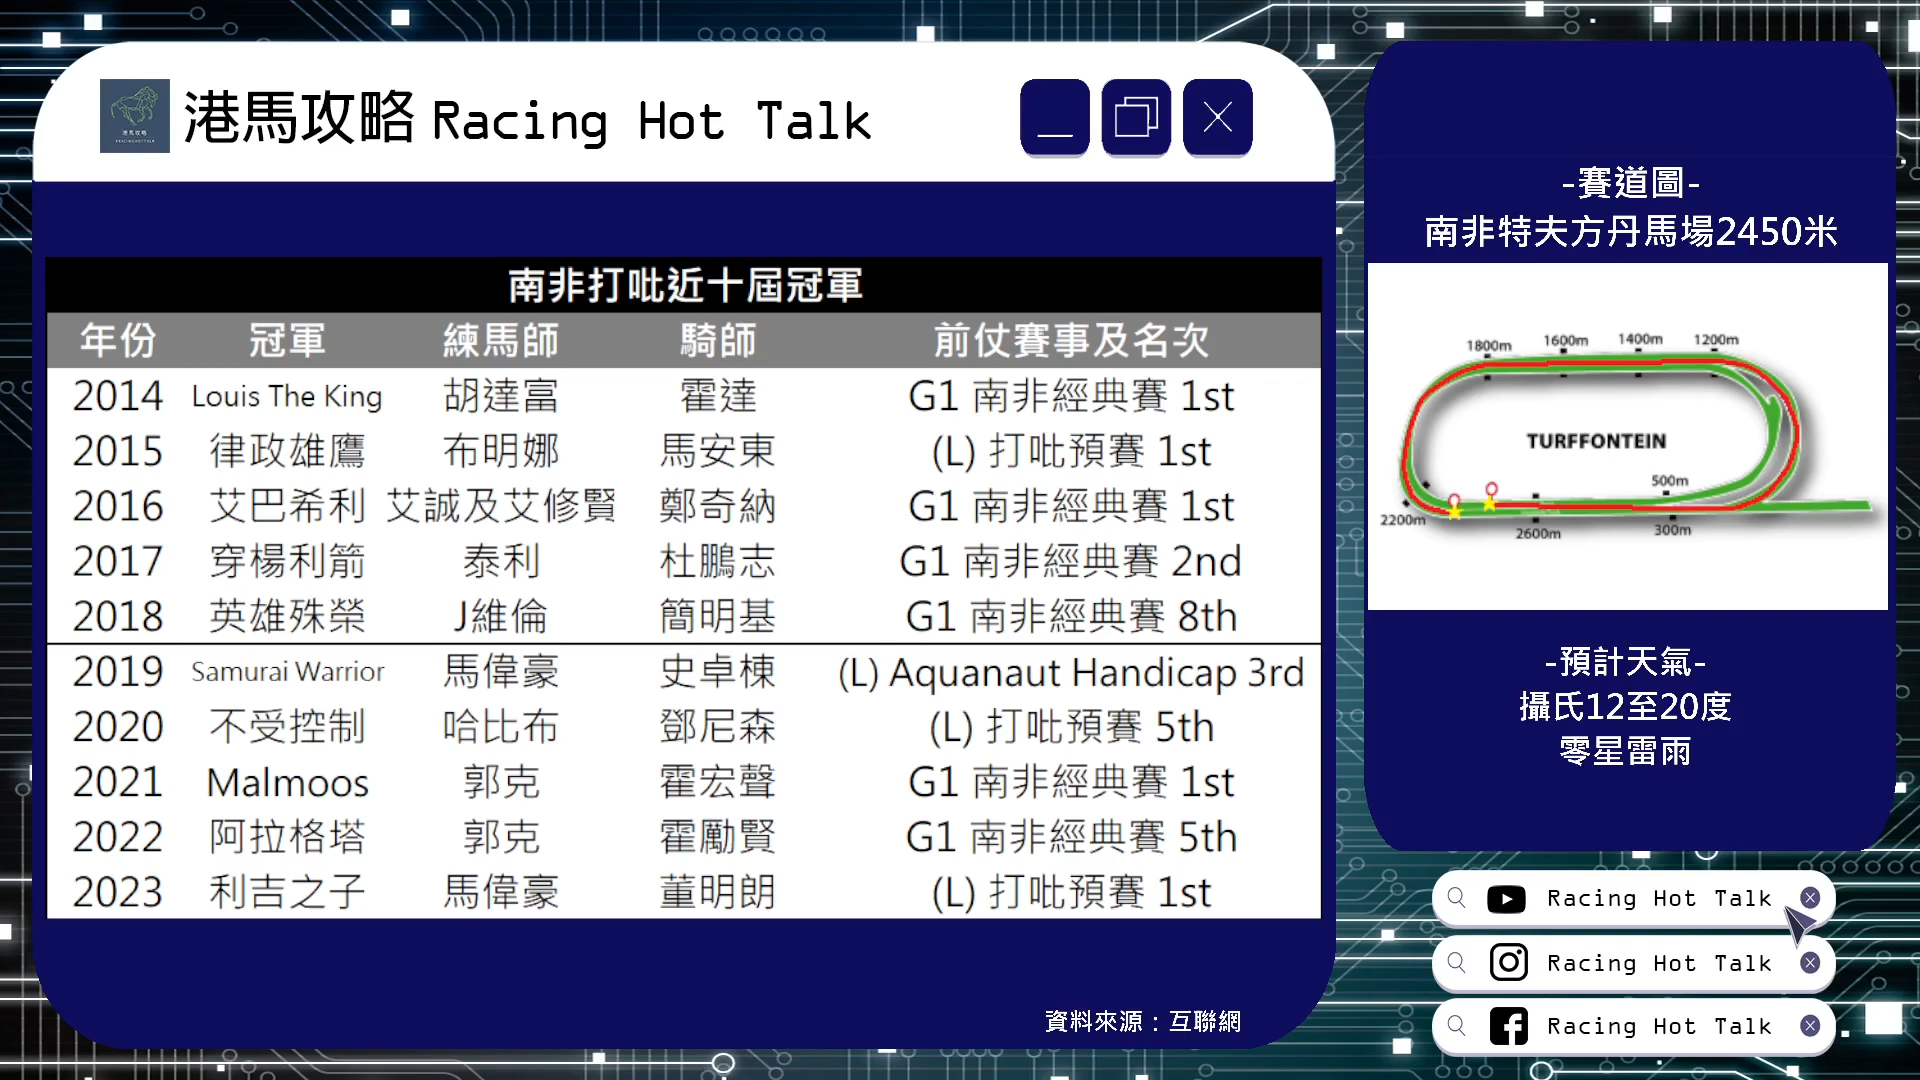 港馬攻略 Racing Hot Talk
南非打吡近十屆冠軍
年份 冠軍 練馬師 騎師 前仗賽事及名次
2014 Louis The King 胡達富 霍達 G1 南非經典賽 1st
2015 律政雄鷹 布明娜 馬安東 (L) 打吡預賽 1st
2016 艾巴希利 艾誠及艾修賢 鄭奇納 G1 南非經典賽 1st
2017 穿楊利箭 泰利 杜鵬志 G1 南非經典賽 2nd
2018 英雄殊榮 J維倫 簡明基 G1 南非經典賽 8th
2019 Samurai Warrior 馬偉豪 史卓棟 (L) Aquanaut Handicap 3rd
2020 不受控制 哈比布 鄧尼森 (L) 打吡預賽 5th
2021 Malmoos 郭克 霍宏聲 G1 南非經典賽 1st
2022 阿拉格塔 郭克 霍勵賢 G1 南非經典賽 5th
2023 利吉之子 馬偉豪 董明朗 (L) 打吡預賽 1st
資料來源：互聯網
-賽道圖-
南非特夫方丹馬場2450米
1800m 1600m 1400m 1200m
TURFFONTEIN
500m
2200m 2600m 300m
-預計天氣-
攝氏12至20度
零星雷雨
Racing Hot Talk
Racing Hot Talk
Racing Hot Talk